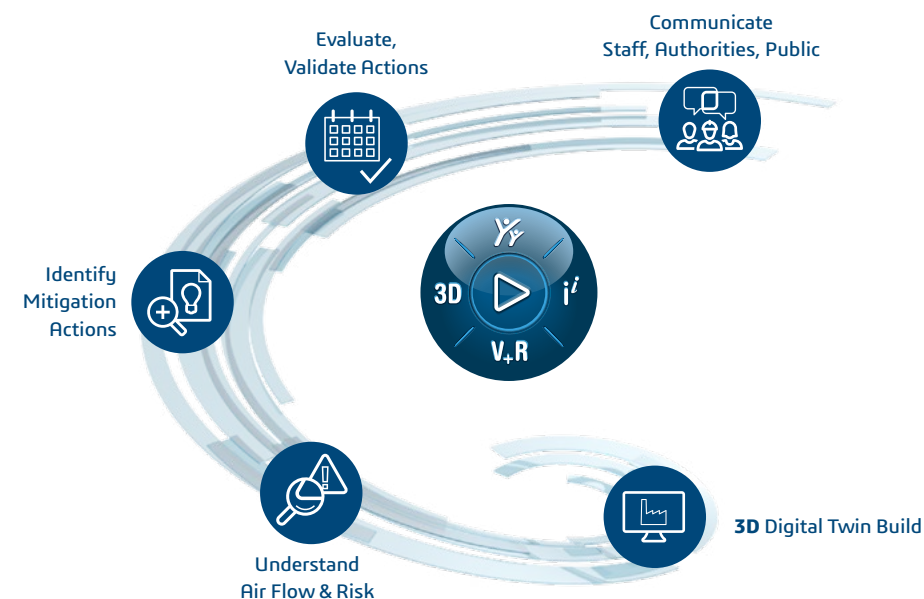 Communicate
Staff, Authorities, Public
Evaluate,
Validate Actions
3D
i i
V+R
Identify
Mitigation
Actions
3D Digital Twin Build
Understand
Air Flow & Risk